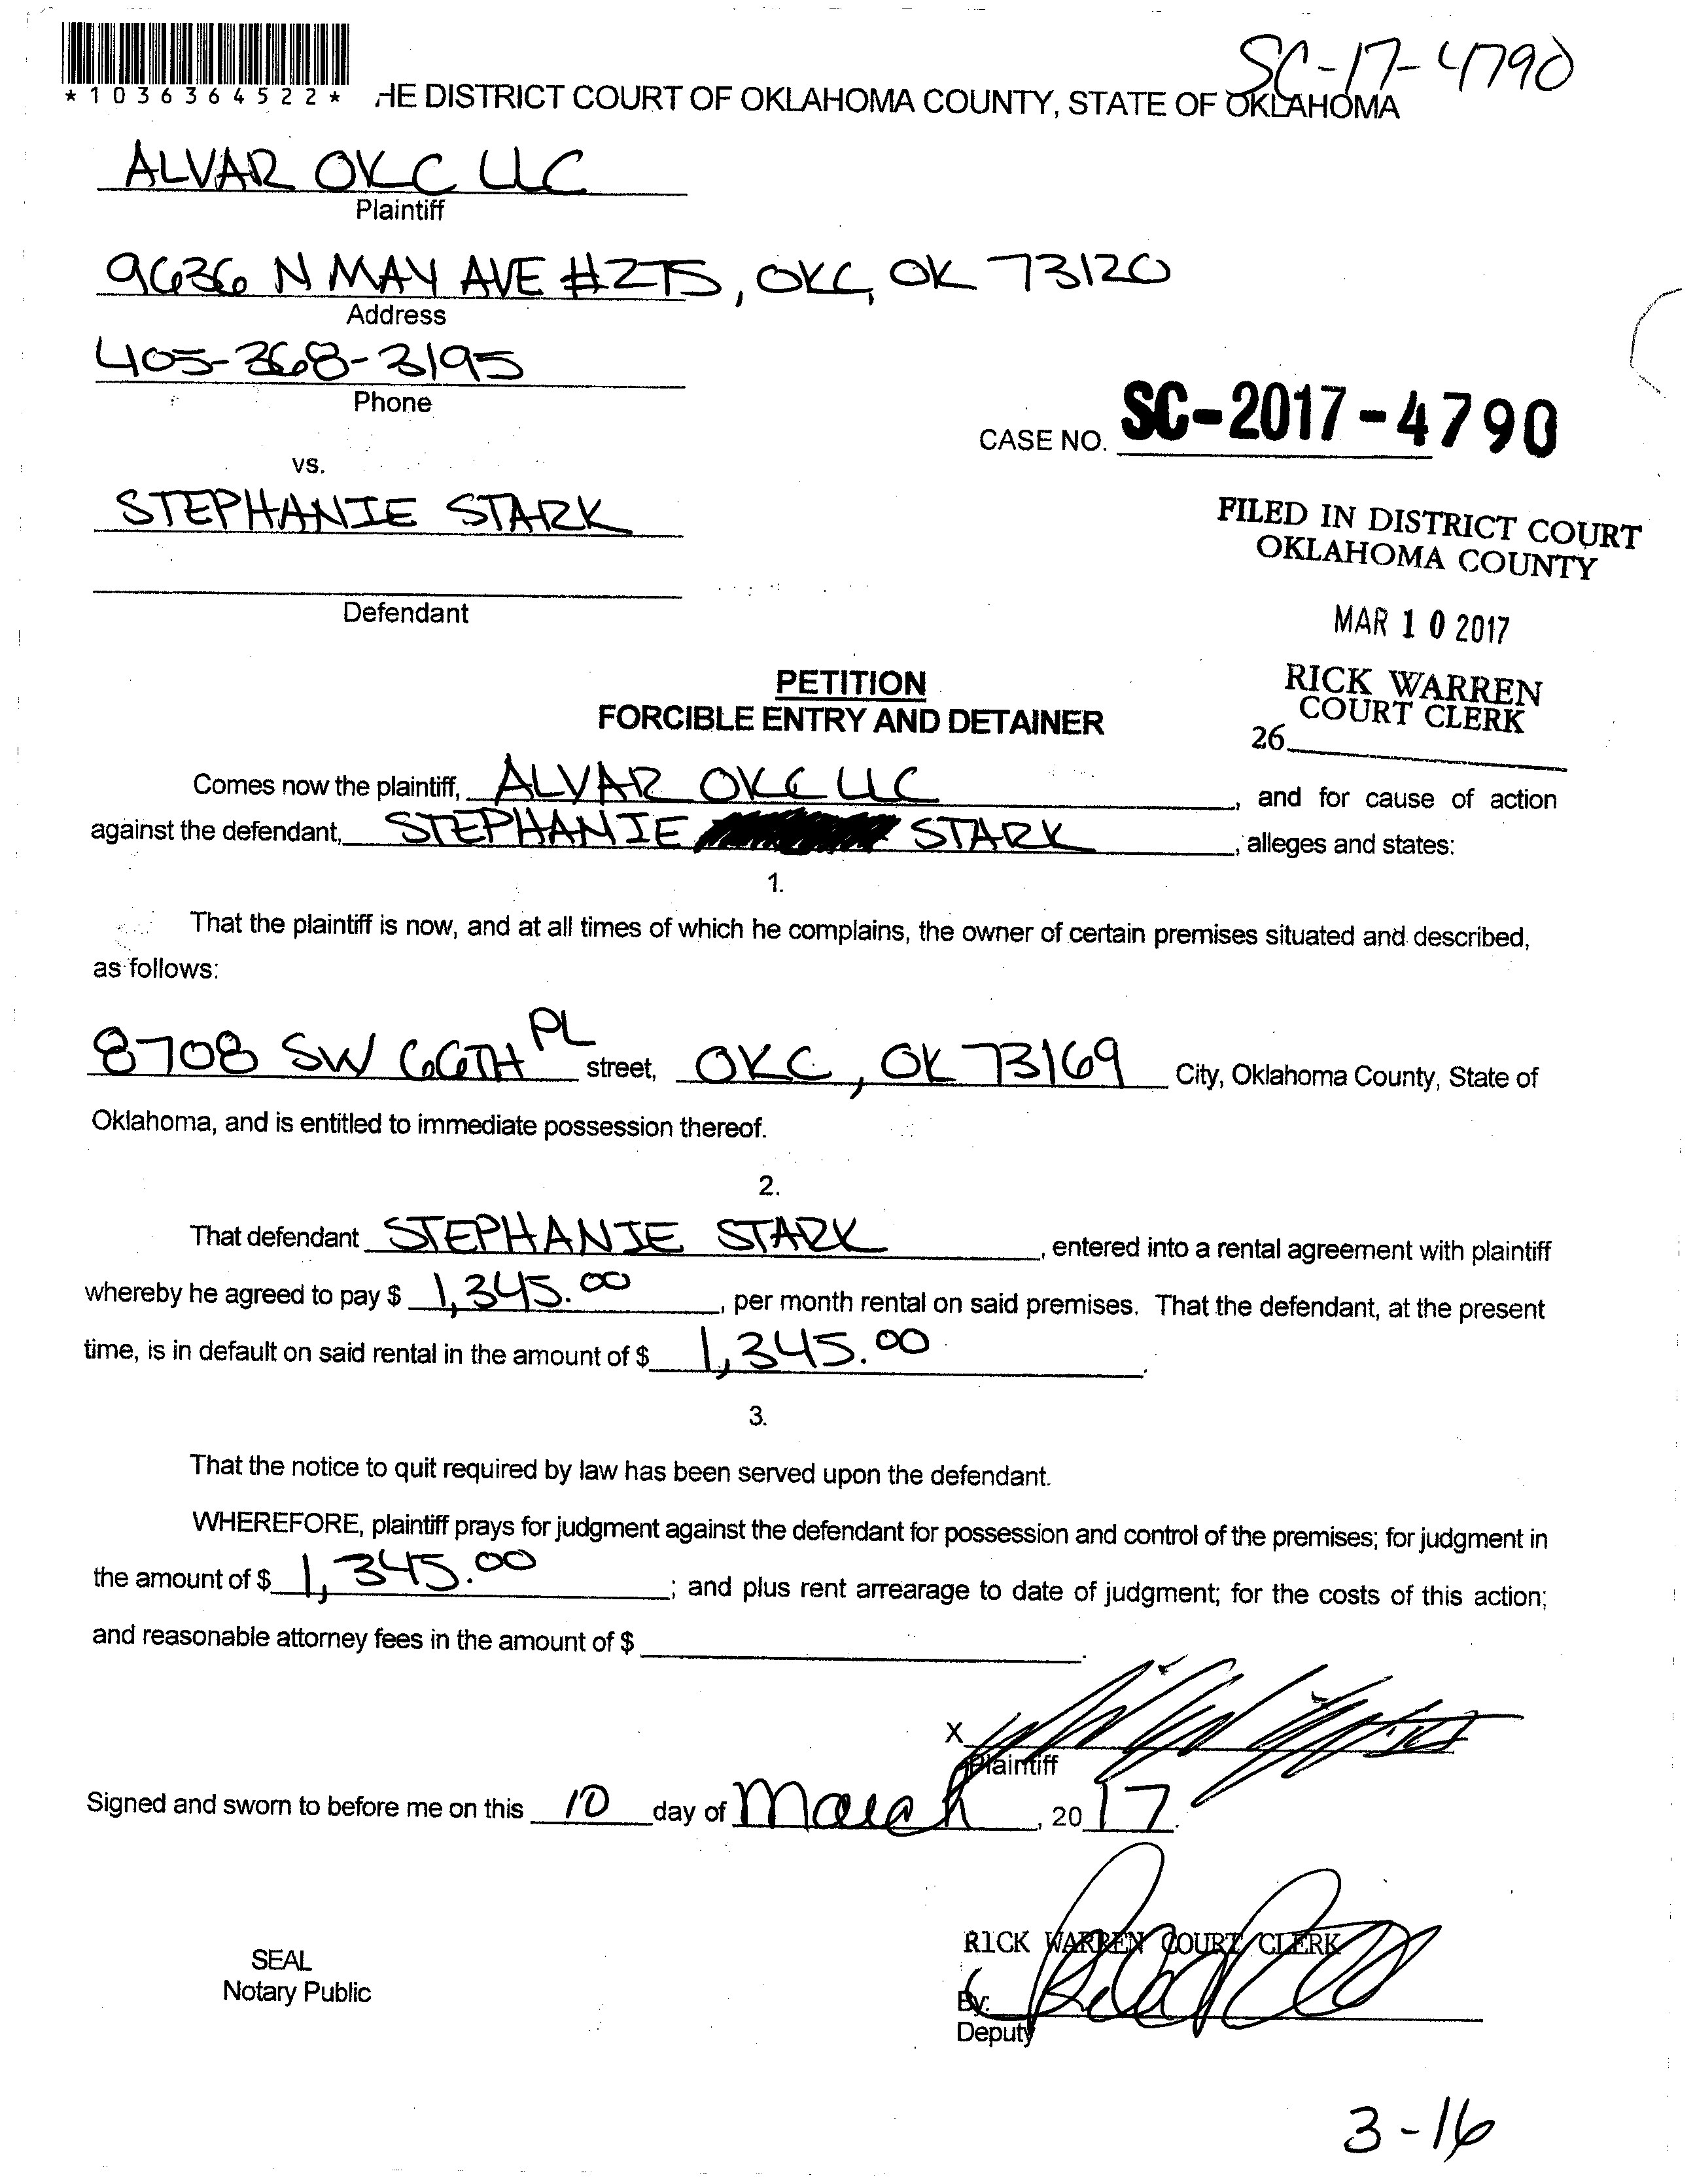 SC-17-4790
*1036364522*
HE DISTRICT COURT OF OKLAHOMA COUNTY, STATE OF OKLAHOMA
ALVAR OKC LLC
Plaintiff
9636 N MAY AVE #275, OKC, OK 73120
Address
405-368-3195
Phone
CASE NO. SC-2017-4790
vs.
STEPHANIE STARK
FILED IN DISTRICT COURT
OKLAHOMA COUNTY
Defendant
MAR 10 2017
PETITION
FORCIBLE ENTRY AND DETAINER
RICK WARREN
COURT CLERK
26
Comes now the plaintiff, ALVAR OKC LLC, and for cause of action
against the defendant, STEPHANIE STARK, alleges and states:
1.
That the plaintiff is now, and at all times of which he complains, the owner of certain premises situated and described,
as follows:
8708 SW 66TH PL street, OKC, OK 73169 City, Oklahoma County, State of
Oklahoma, and is entitled to immediate possession thereof.
2.
That defendant STEPHANIE STARK, entered into a rental agreement with plaintiff
whereby he agreed to pay $ 1,345.00, per month rental on said premises. That the defendant, at the present
time, is in default on said rental in the amount of $ 1,345.00.
3.
That the notice to quit required by law has been served upon the defendant.
WHEREFORE, plaintiff prays for judgment against the defendant for possession and control of the premises; for judgment in
the amount of $ 1,345.00; and plus rent arrearage to date of judgment; for the costs of this action;
and reasonable attorney fees in the amount of $ .
X
Plaintiff
Signed and sworn to before me on this 10 day of March, 2017.
RICK WARREN COURT CLERK
SEAL
Notary Public
By:
Deputy
3-16